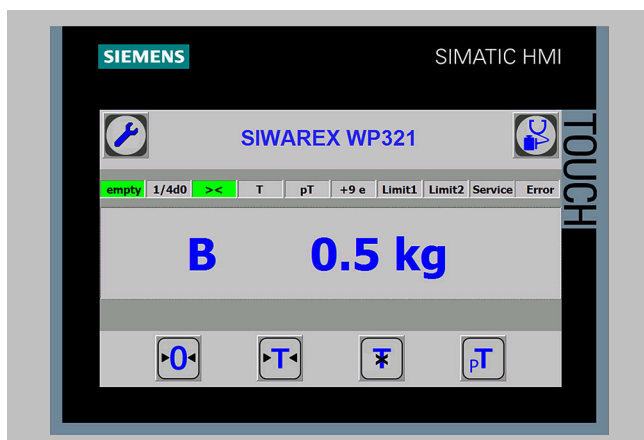 SIEMENS SIMATIC HMI
SIWAREX WP321
TOUCH
empty 1/4d0 >< T pT +9 e Limit1 Limit2 Service Error
B 0.5 kg
0 T T pT